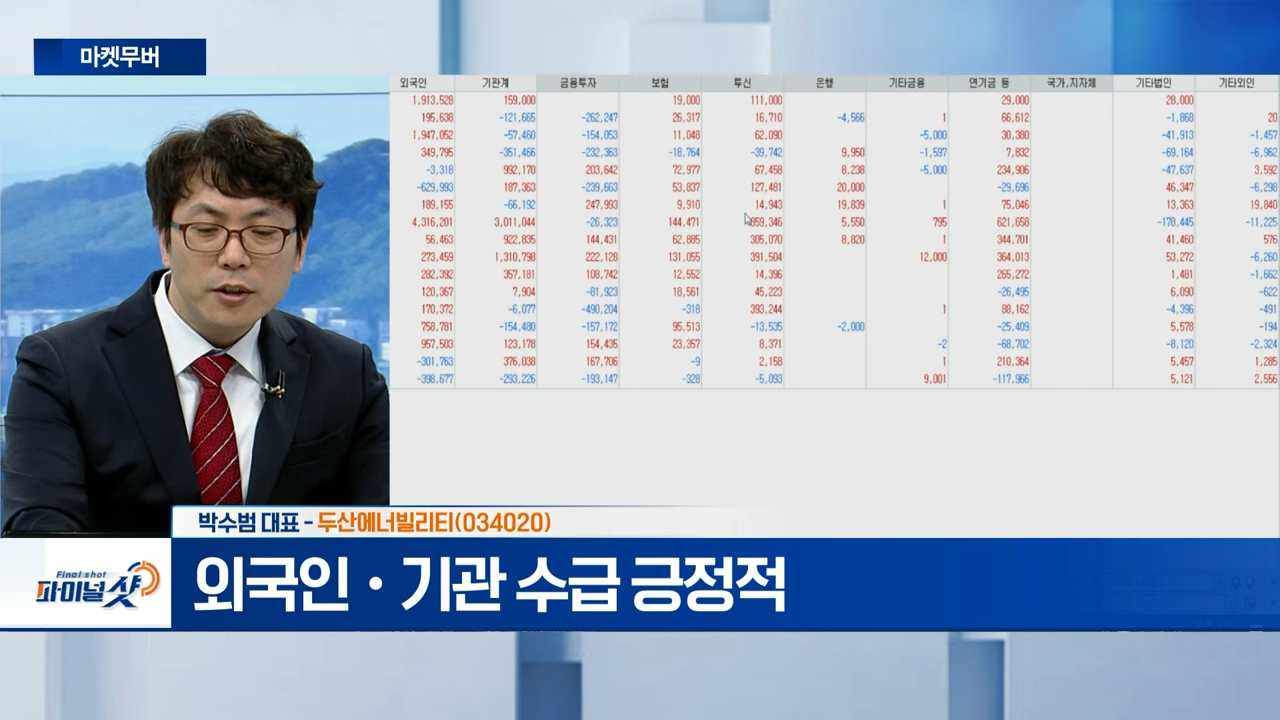 마켓무버
외국인 기관계 금융투자 보험 투신 은행 기타금융 연기금 등 국가,지자체 기타법인 기타외인
1,913,528 159,000 19,000 111,000 29,000 28,000
195,638 -121,665 -262,247 26,317 16,710 -4,566 1 66,612 -1,868 20
1,947,052 -57,460 -154,053 11,048 62,090 -5,000 30,380 -41,913 -1,457
349,795 -351,466 -232,363 -18,764 -39,742 9,950 -1,597 7,832 -69,164 -6,962
-3,318 992,170 203,642 72,977 67,458 8,238 -5,000 234,906 -47,637 3,592
-629,993 187,363 -239,663 53,837 127,481 20,000 -29,696 46,347 -6,298
189,155 -66,192 247,993 9,910 14,943 19,839 1 75,046 13,363 19,840
4,316,201 3,011,044 -26,323 144,471 5,550 795 621,658 -178,445 -11,225
56,463 922,835 144,431 62,885 305,070 8,820 1 344,701 41,460 576
273,459 1,310,798 222,128 131,055 391,504 12,000 364,013 53,272 -6,260
282,392 357,181 108,742 12,552 14,396 265,272 1,481 -1,662
120,367 7,904 -81,923 18,561 45,223 -26,495 6,090 -622
170,372 -6,077 -490,204 -318 393,244 1 88,162 -4,396 -491
758,781 -154,480 -157,172 95,513 -13,535 -2,000 -25,409 5,578 -194
957,503 123,178 154,435 23,357 8,371 -2 -68,702 -8,120 -2,324
-301,763 376,038 167,706 -9 2,158 1 210,364 5,457 1,285
-398,677 -293,226 -193,147 -328 -5,093 9,001 -117,966 5,121 2,556
박수범 대표 - 두산에너빌리티(034020)
Final shot
파이널샷
외국인·기관 수급 긍정적